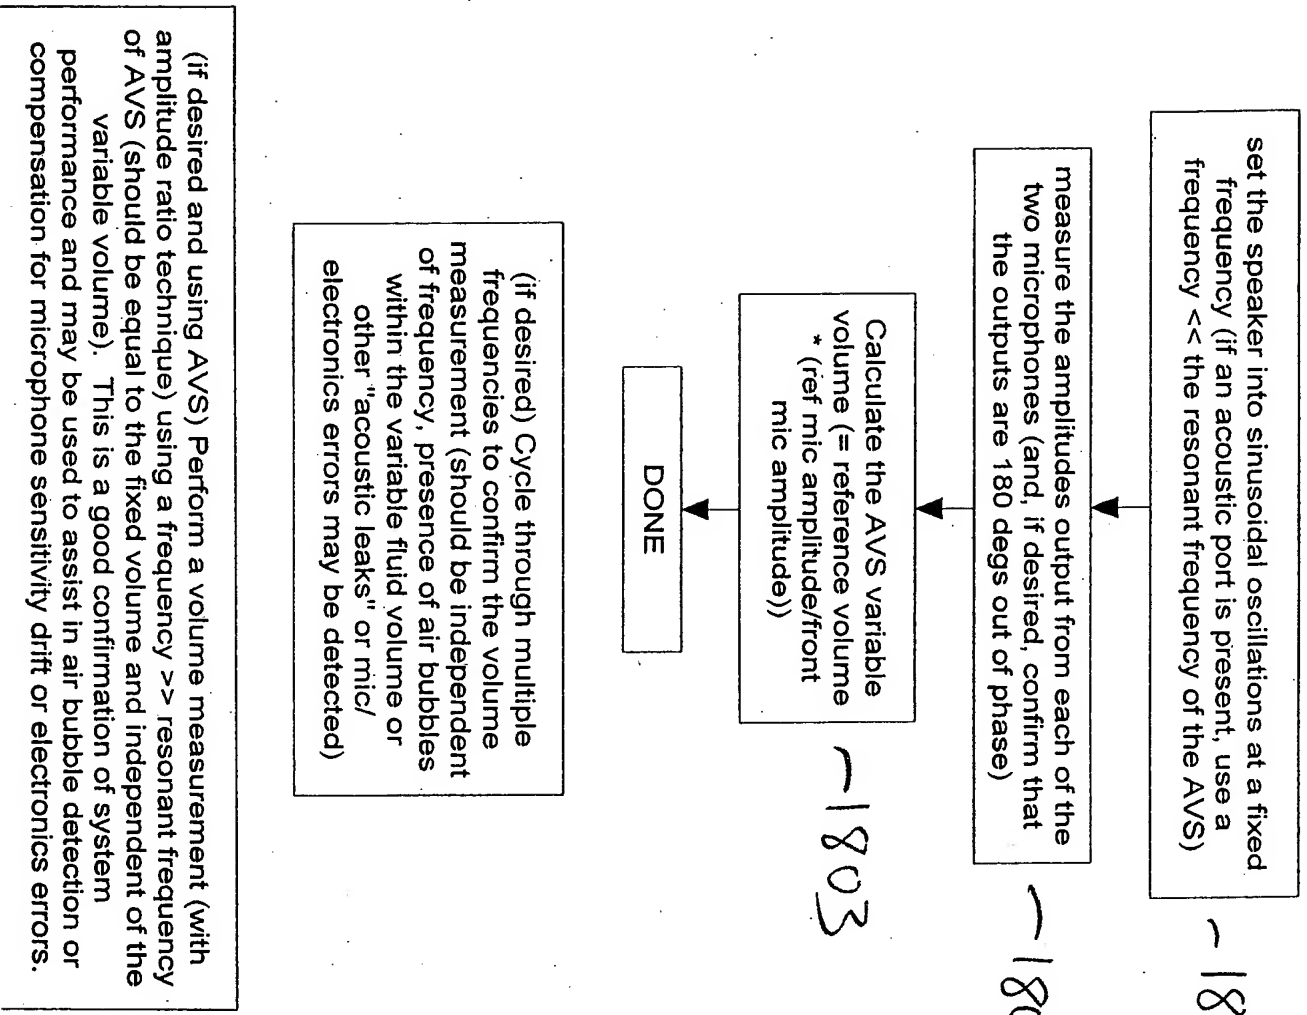 set the speaker into sinusoidal oscillations at a fixed
frequency (if an acoustic port is present, use a
frequency << the resonant frequency of the AVS)
measure the amplitudes output from each of the
two microphones (and, if desired, confirm that
the outputs are 180 degs out of phase)
Calculate the AVS variable
volume (= reference volume
* (ref mic amplitude/front
mic amplitude))
1803
DONE
(if desired) Cycle through multiple
frequencies to confirm the volume
measurement (should be independent
of frequency, presence of air bubbles
within the variable fluid volume or
other "acoustic leaks" or mic/
electronics errors may be detected)
(if desired and using AVS) Perform a volume measurement (with
amplitude ratio technique) using a frequency >> resonant frequency
of AVS (should be equal to the fixed volume and independent of the
variable volume). This is a good confirmation of system
performance and may be used to assist in air bubble detection or
compensation for microphone sensitivity drift or electronics errors.